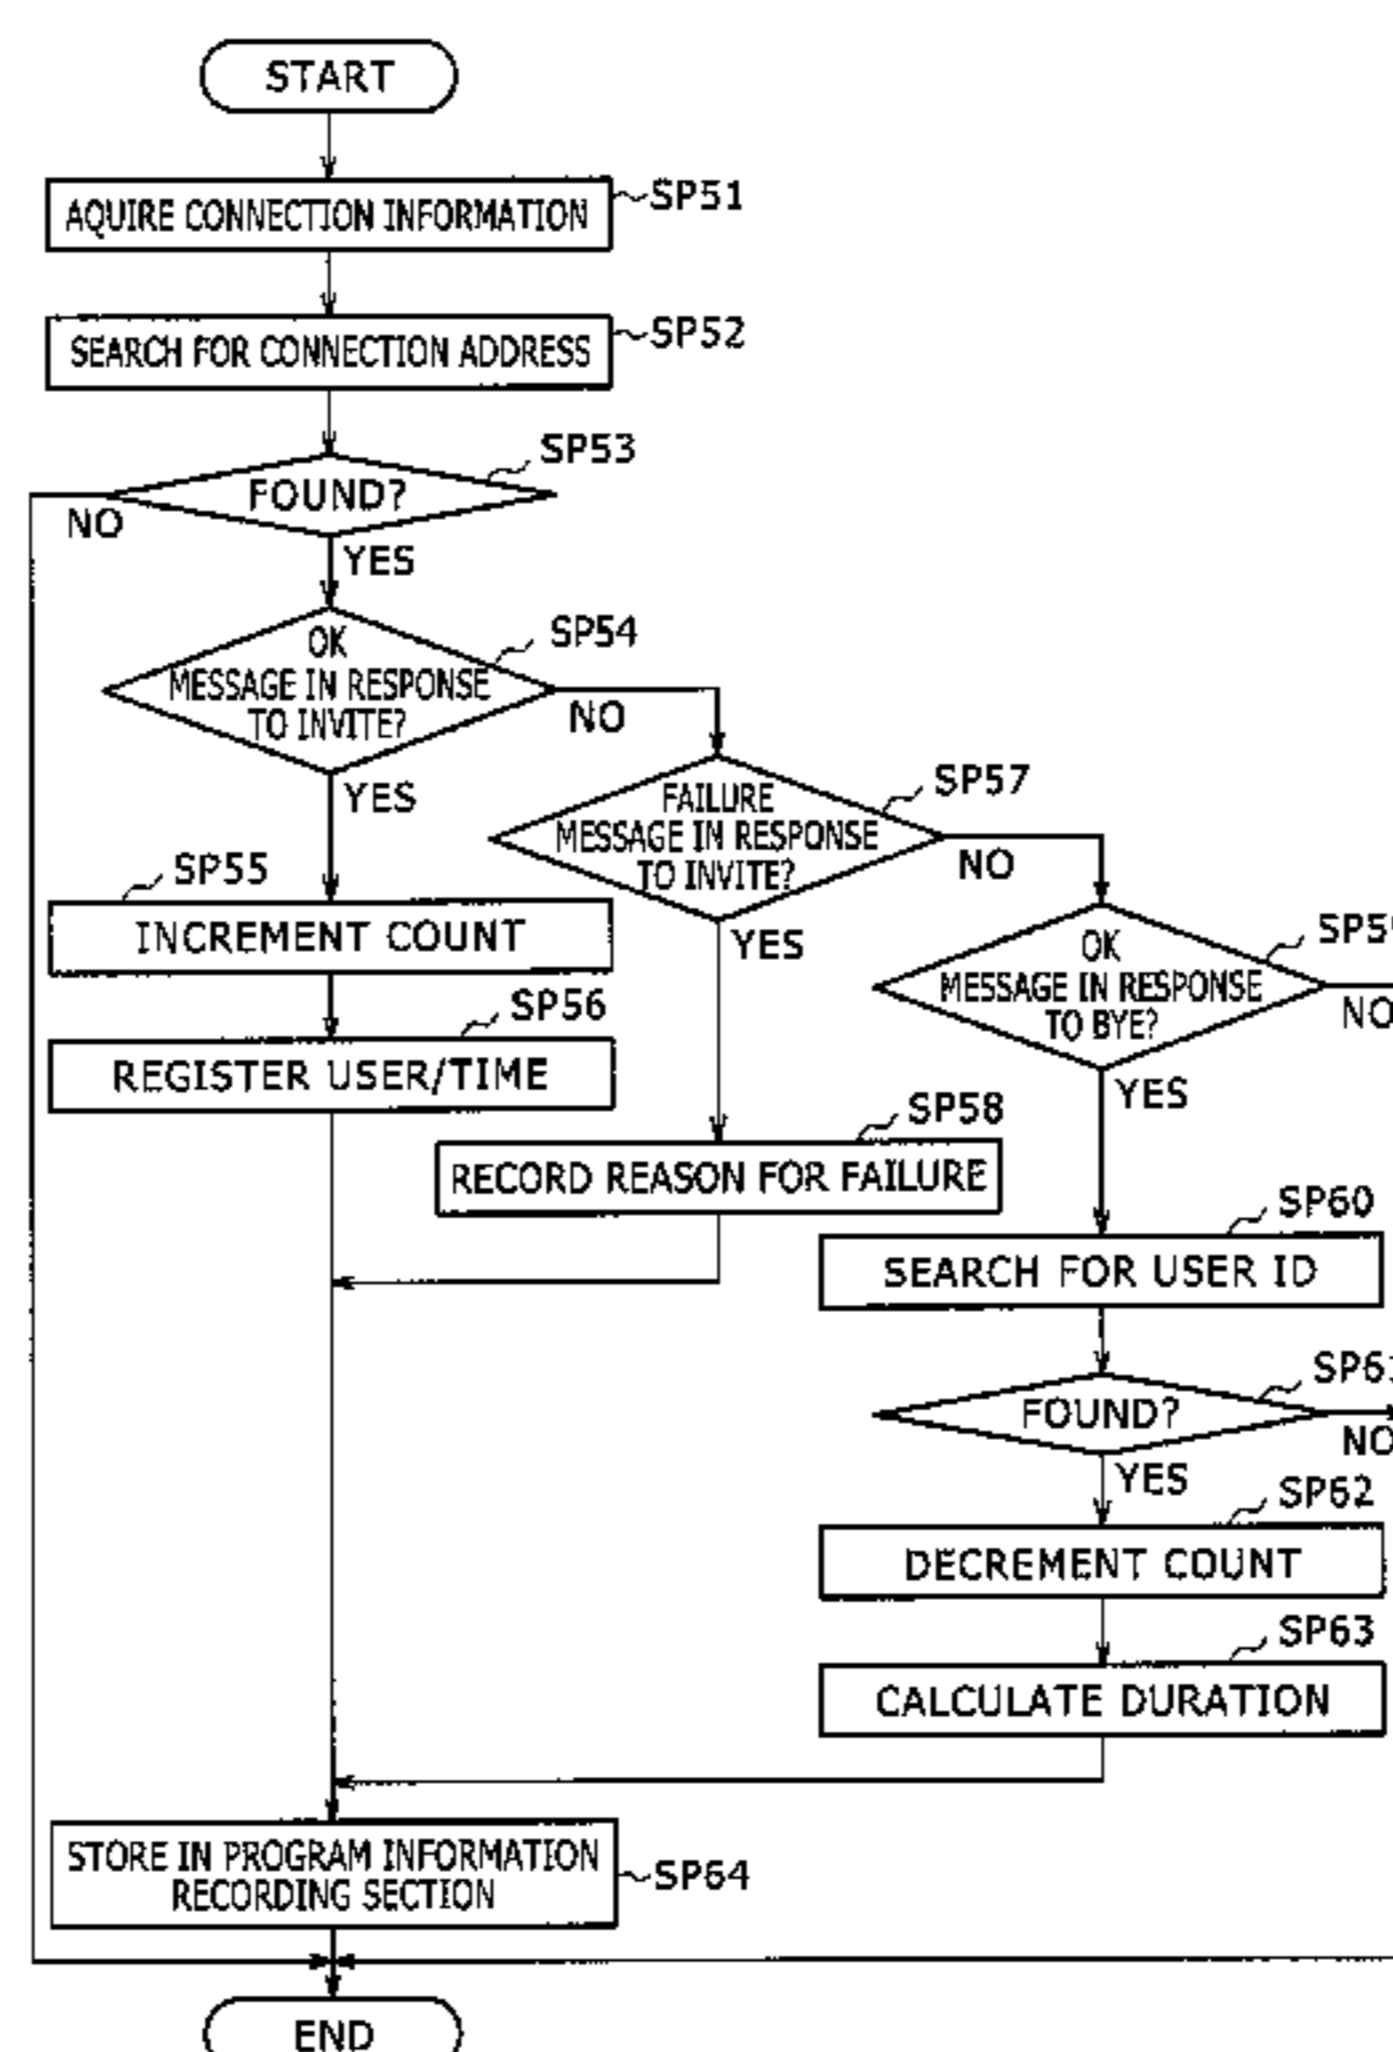 START
AQUIRE CONNECTION INFORMATION
SP51
SEARCH FOR CONNECTION ADDRESS
SP52
SP53
FOUND?
NO
YES
SP54
OK
MESSAGE IN RESPONSE
TO INVITE?
NO
YES
SP57
FAILURE
MESSAGE IN RESPONSE
TO INVITE?
NO
YES
SP55
INCREMENT COUNT
SP56
REGISTER USER/TIME
SP58
RECORD REASON FOR FAILURE
OK
MESSAGE IN RESPONSE
TO BYE?
NO
YES
SP60
SEARCH FOR USER ID
FOUND?
NO
YES
SP62
DECREMENT COUNT
SP63
CALCULATE DURATION
STORE IN PROGRAM INFORMATION
RECORDING SECTION
SP64
END